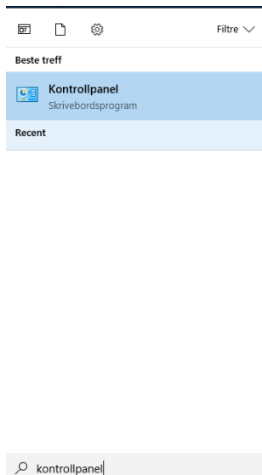 Filtre
Beste treff
Kontrollpanel
Skrivebordsprogram
Recent
kontrollpanel